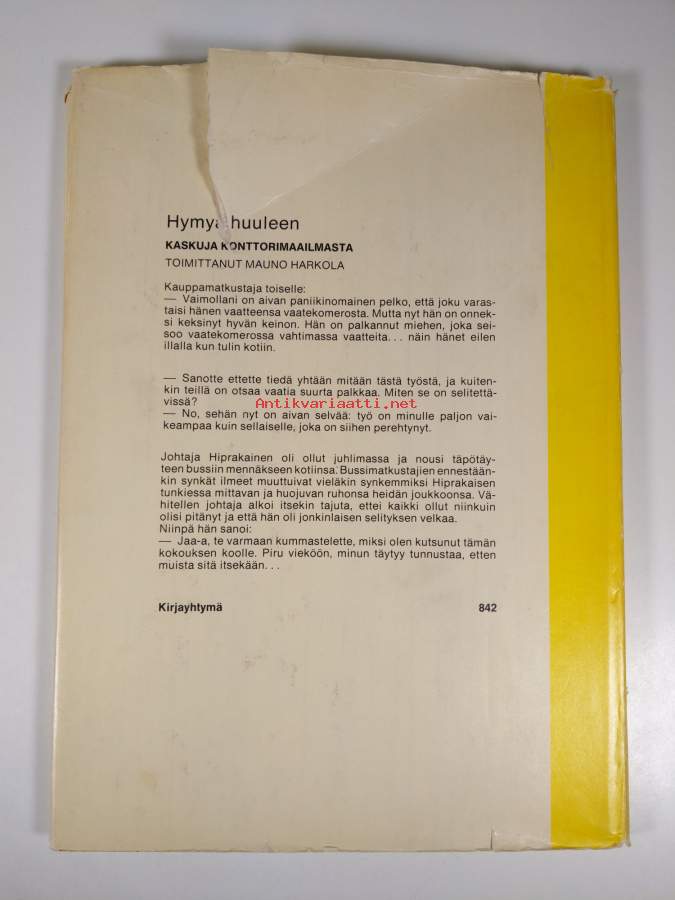 Hymyä huuleen
KASKUJA KONTTORIMAAILMASTA
TOIMITTANUT MAUNO HARKOLA
Kauppamatkustaja toiselle:
— Vaimollani on aivan paniikinomainen pelko, että joku varas-
taisi hänen vaatteensa vaatekomerosta. Mutta nyt hän on onnek-
si keksinyt hyvän keinon. Hän on palkannut miehen, joka sei-
soo vaatekomerossa vahtimassa vaatteita... näin hänet eilen
illalla kun tulin kotiin.
— Sanotte ettette tiedä yhtään mitään tästä työstä, ja kuiten-
kin teillä on otsaa vaatia suurta palkkaa. Miten se on selitettä-
vissä?
Antikvariaatti.net
— No, sehän nyt on aivan selvää: työ on minulle paljon vai-
keampaa kuin sellaiselle, joka on siihen perehtynyt.
Johtaja Hiprakainen oli ollut juhlimassa ja nousi täpötäy-
teen bussiin mennäkseen kotiinsa. Bussimatkustajien ennestään-
kin synkät ilmeet muuttuivat vieläkin synkemmiksi Hiprakaisen
tunkiessa mittavan ja huojuvan ruhonsa heidän joukkoonsa. Vä-
hitellen johtaja alkoi itsekin tajuta, ettei kaikki ollut niinkuin
olisi pitänyt ja että hän oli jonkinlaisen selityksen velkaa.
Niinpä hän sanoi:
— Jaa-a, te varmaan kummastelette, miksi olen kutsunut tämän
kokouksen koolle. Piru vieköön, minun täytyy tunnustaa, etten
muista sitä itsekään...
Kirjayhtymä 842